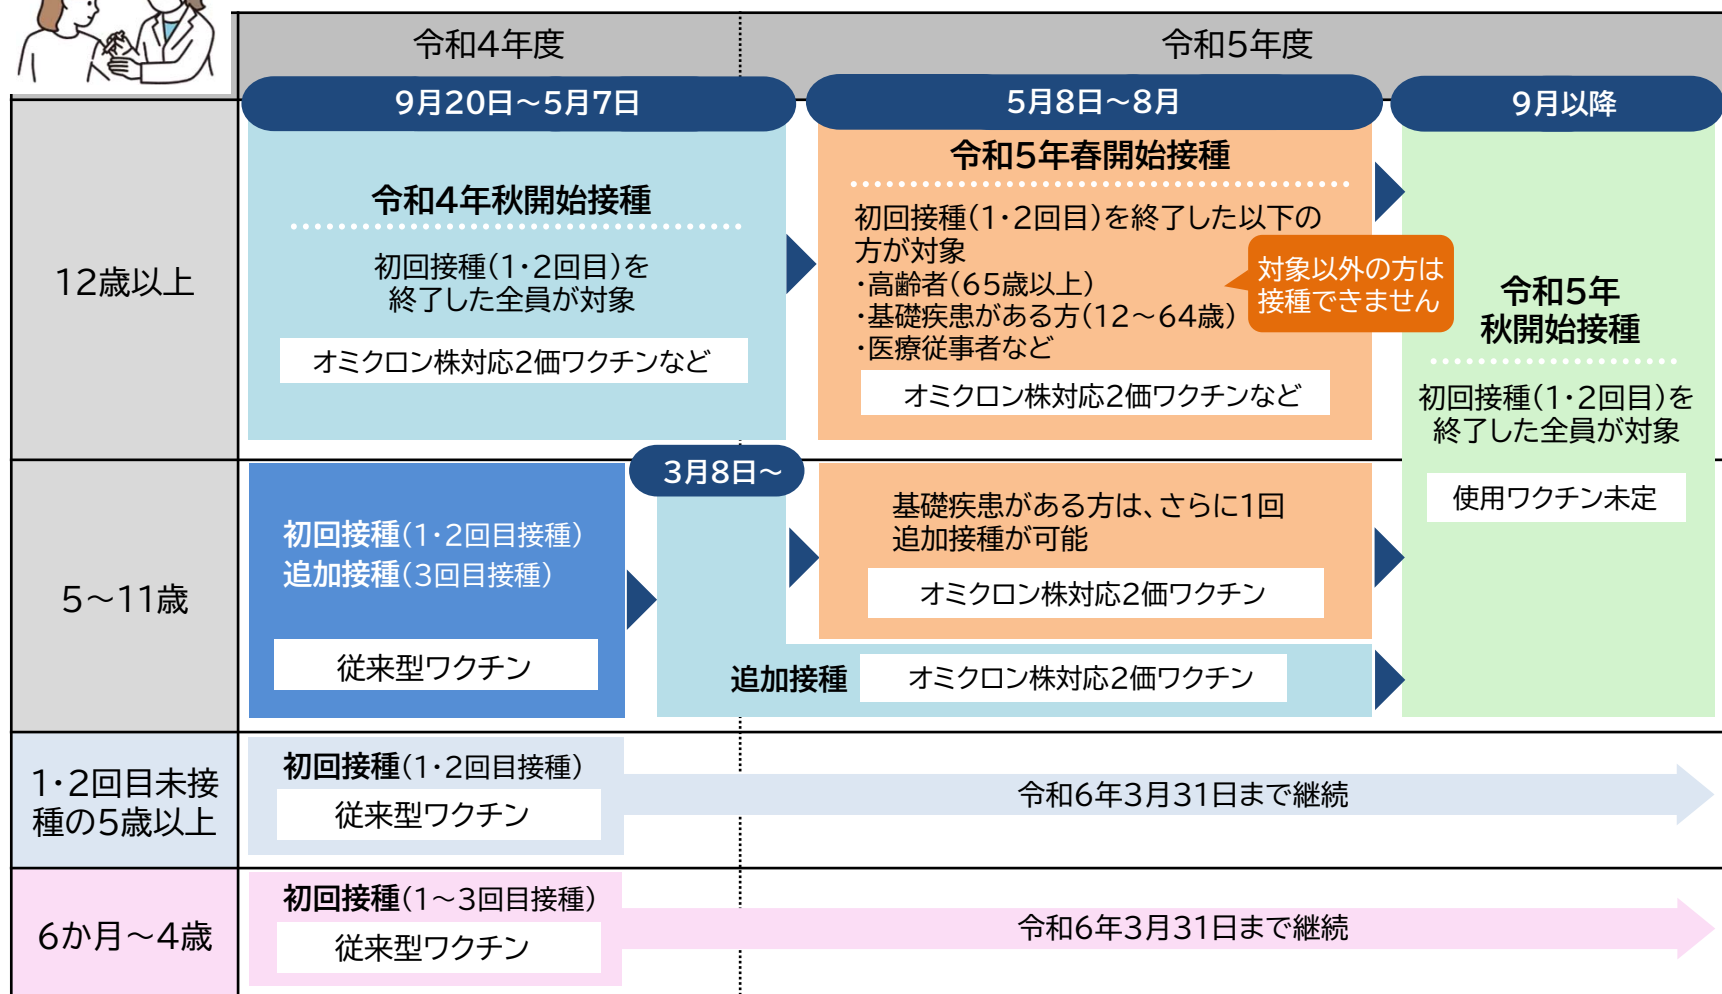 令和4年度
令和5年度
9月20日～5月7日
5月8日～8月
9月以降
12歳以上
令和4年秋開始接種
初回接種(1・2回目)を
終了した全員が対象
オミクロン株対応2価ワクチンなど
令和5年春開始接種
初回接種(1・2回目)を終了した以下の
方が対象
・高齢者(65歳以上)
・基礎疾患がある方(12～64歳)
・医療従事者など
対象以外の方は
接種できません
オミクロン株対応2価ワクチンなど
令和5年
秋開始接種
初回接種(1・2回目)を
終了した全員が対象
使用ワクチン未定
5～11歳
初回接種(1・2回目接種)
追加接種(3回目接種)
従来型ワクチン
3月8日～
基礎疾患がある方は、さらに1回
追加接種が可能
オミクロン株対応2価ワクチン
追加接種
オミクロン株対応2価ワクチン
1・2回目未接
種の5歳以上
初回接種(1・2回目接種)
従来型ワクチン
令和6年3月31日まで継続
6か月～4歳
初回接種(1～3回目接種)
従来型ワクチン
令和6年3月31日まで継続